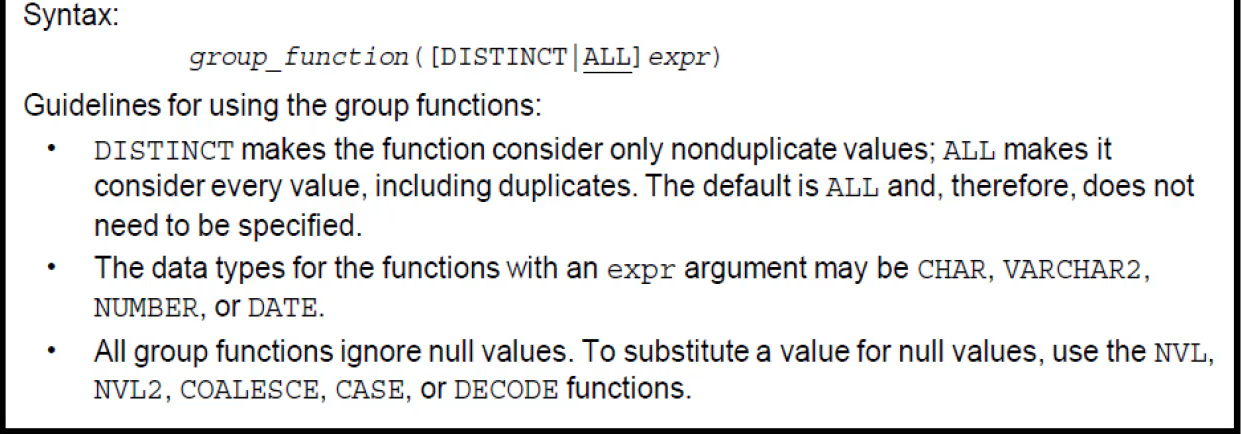 Syntax:
group_function([DISTINCT|ALL]expr)
Guidelines for using the group functions:
• DISTINCT makes the function consider only nonduplicate values; ALL makes it
consider every value, including duplicates. The default is ALL and, therefore, does not
need to be specified.
• The data types for the functions with an expr argument may be CHAR, VARCHAR2,
NUMBER, or DATE.
• All group functions ignore null values. To substitute a value for null values, use the NVL,
NVL2, COALESCE, CASE, or DECODE functions.